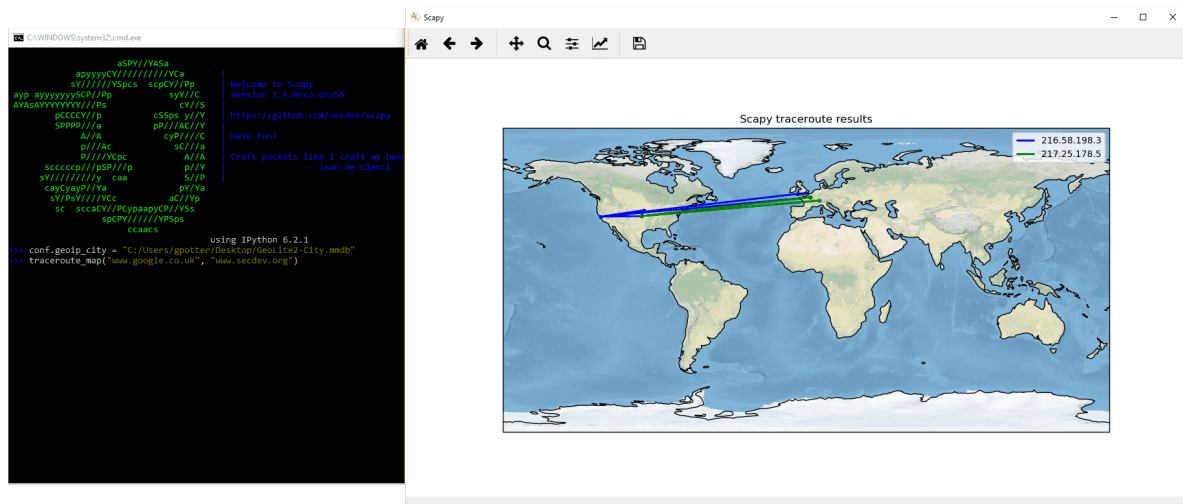 C:\WINDOWS\system32\cmd.exe
aSPY//YASa
apyyyyCY//////////YCa |
sY//////YSpcs scpCY//Pp | Welcome to Scapy
ayp ayyyyyyySCP//Pp syY//C | Version 2.4.0rc3.dev56
AYAsAYYYYYYYY///Ps cY//S |
pCCCCY//p cSSps y//Y | https://github.com/secdev/scapy
SPPPP///a pP///AC//Y |
A//A cyP////C | Have fun!
p///Ac sC///a |
P////YCpc A//A | Craft packets like I craft my beer
scccccp///pSP///p p//Y | -- Jean De Clerck
sY/////////y caa S//P |
cayCyayP//Ya pY/Ya
sY/PsY////YCc aC//Yp
sc sccaCY//PCypaapyCP//YSs
spCPY//////YPSps
ccaacs
using IPython 6.2.1
>>> conf.geoip_city = "C:/Users/gpotter/Desktop/GeoLite2-City.mmdb"
>>> traceroute_map("www.google.co.uk", "www.secdev.org")
Scapy
Scapy traceroute results
216.58.198.3
217.25.178.5